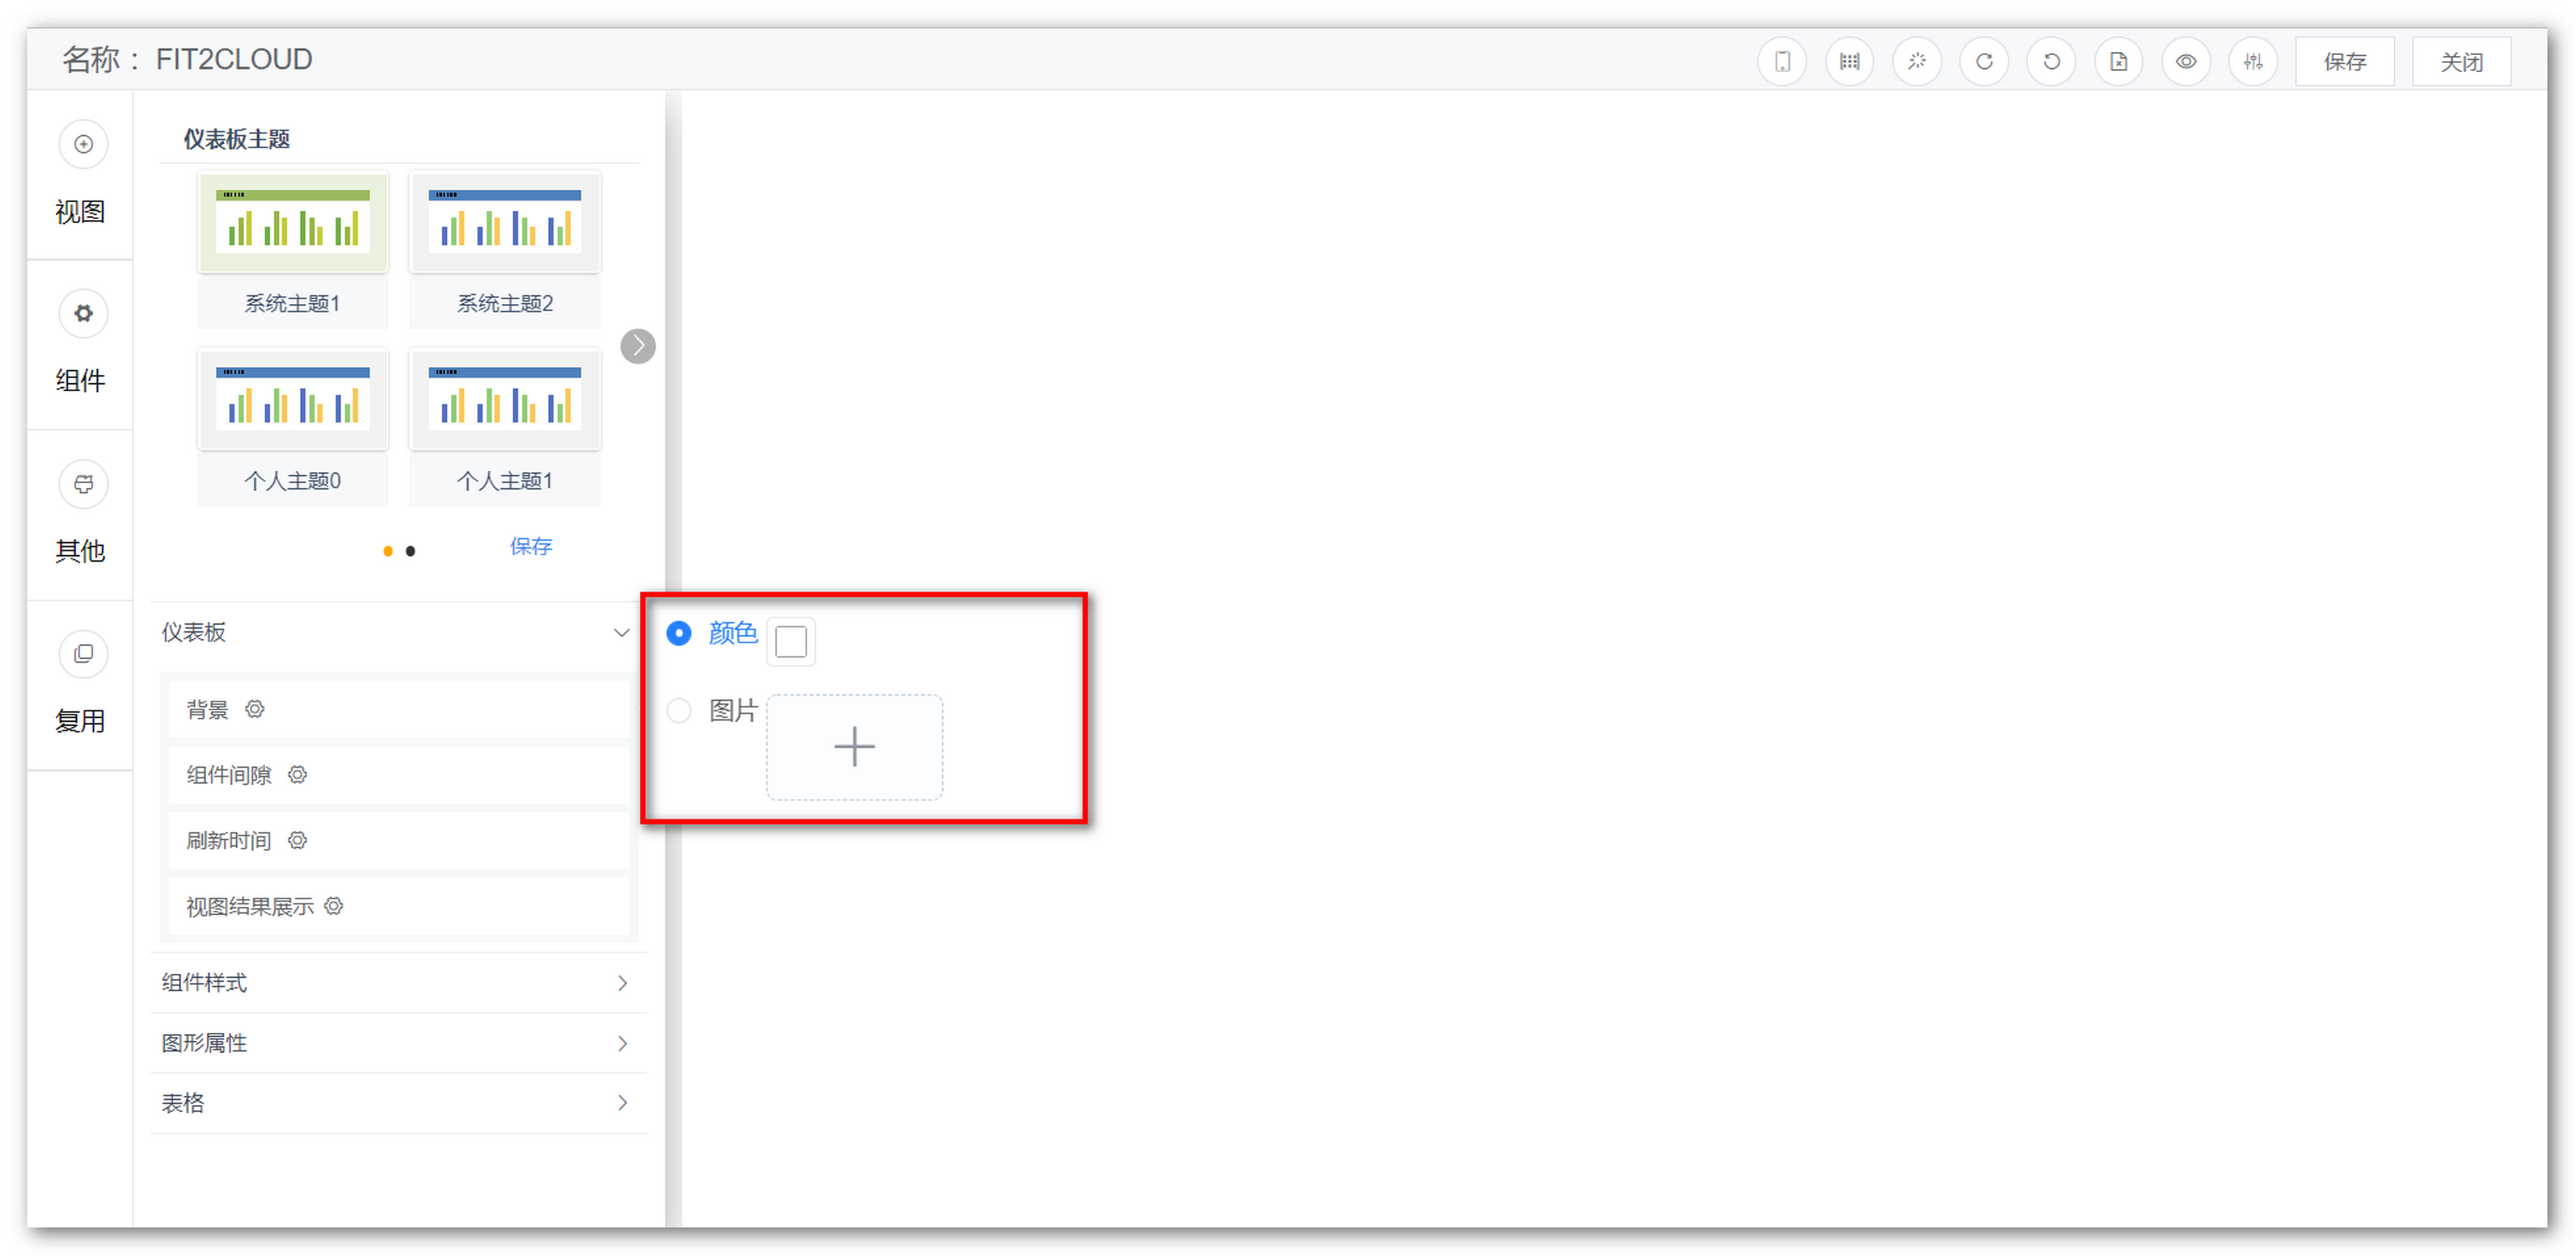 名称： FIT2CLOUD
保存
关闭
视图
组件
其他
复用
仪表板主题
系统主题1
系统主题2
个人主题0
个人主题1
保存
仪表板
背景
组件间隙
刷新时间
视图结果展示
组件样式
图形属性
表格
颜色
图片